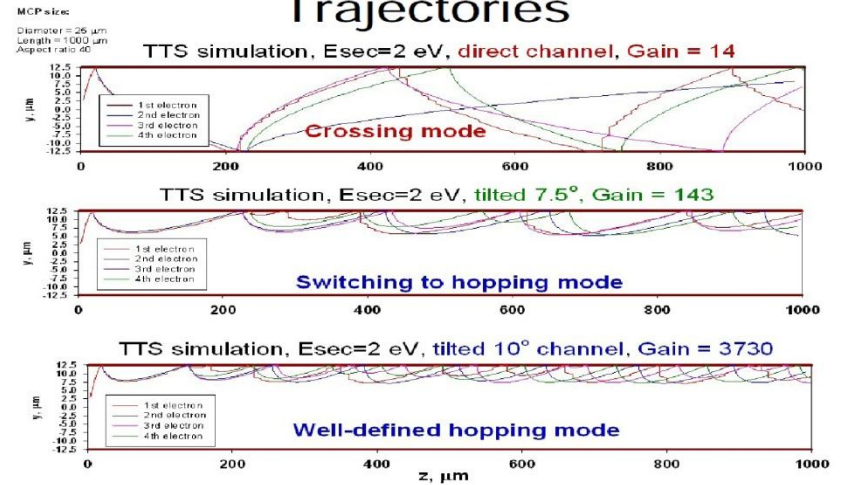 Trajectories
MCP size:
Diameter = 25 μm
Length = 1000 μm
Aspect ratio 40
TTS simulation, Esec=2 eV, direct channel, Gain = 14
12.5
10.0
7.5
5.0
2.5
0.0
-2.5
-5.0
-7.5
-10.0
-12.5
y, μm
1st electron
2nd electron
3rd electron
4th electron
Crossing mode
0 200 400 600 800 1000
TTS simulation, Esec=2 eV, tilted 7.5°, Gain = 143
12.5
10.0
7.5
5.0
2.5
0.0
-2.5
-5.0
-7.5
-10.0
-12.5
y, μm
1st electron
2nd electron
3rd electron
4th electron
Switching to hopping mode
0 200 400 600 800 1000
TTS simulation, Esec=2 eV, tilted 10° channel, Gain = 3730
12.5
10.0
7.5
5.0
2.5
0.0
-2.5
-5.0
-7.5
-10.0
-12.5
y, μm
1st electron
2nd electron
3rd electron
4th electron
Well-defined hopping mode
0 200 400 600 800 1000
z, μm